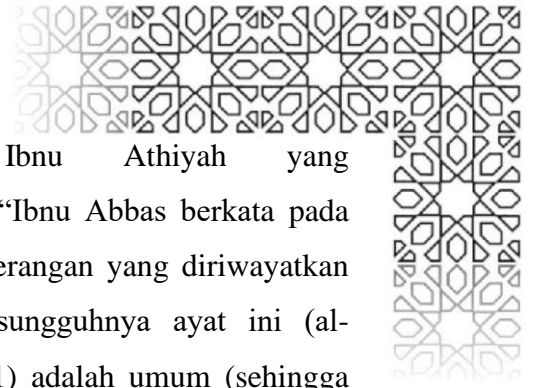 Ibnu Athiyah yang
“Ibnu Abbas berkata pada
erangan yang diriwayatkan
sungguhnya ayat ini (al-
1) adalah umum (sehingga